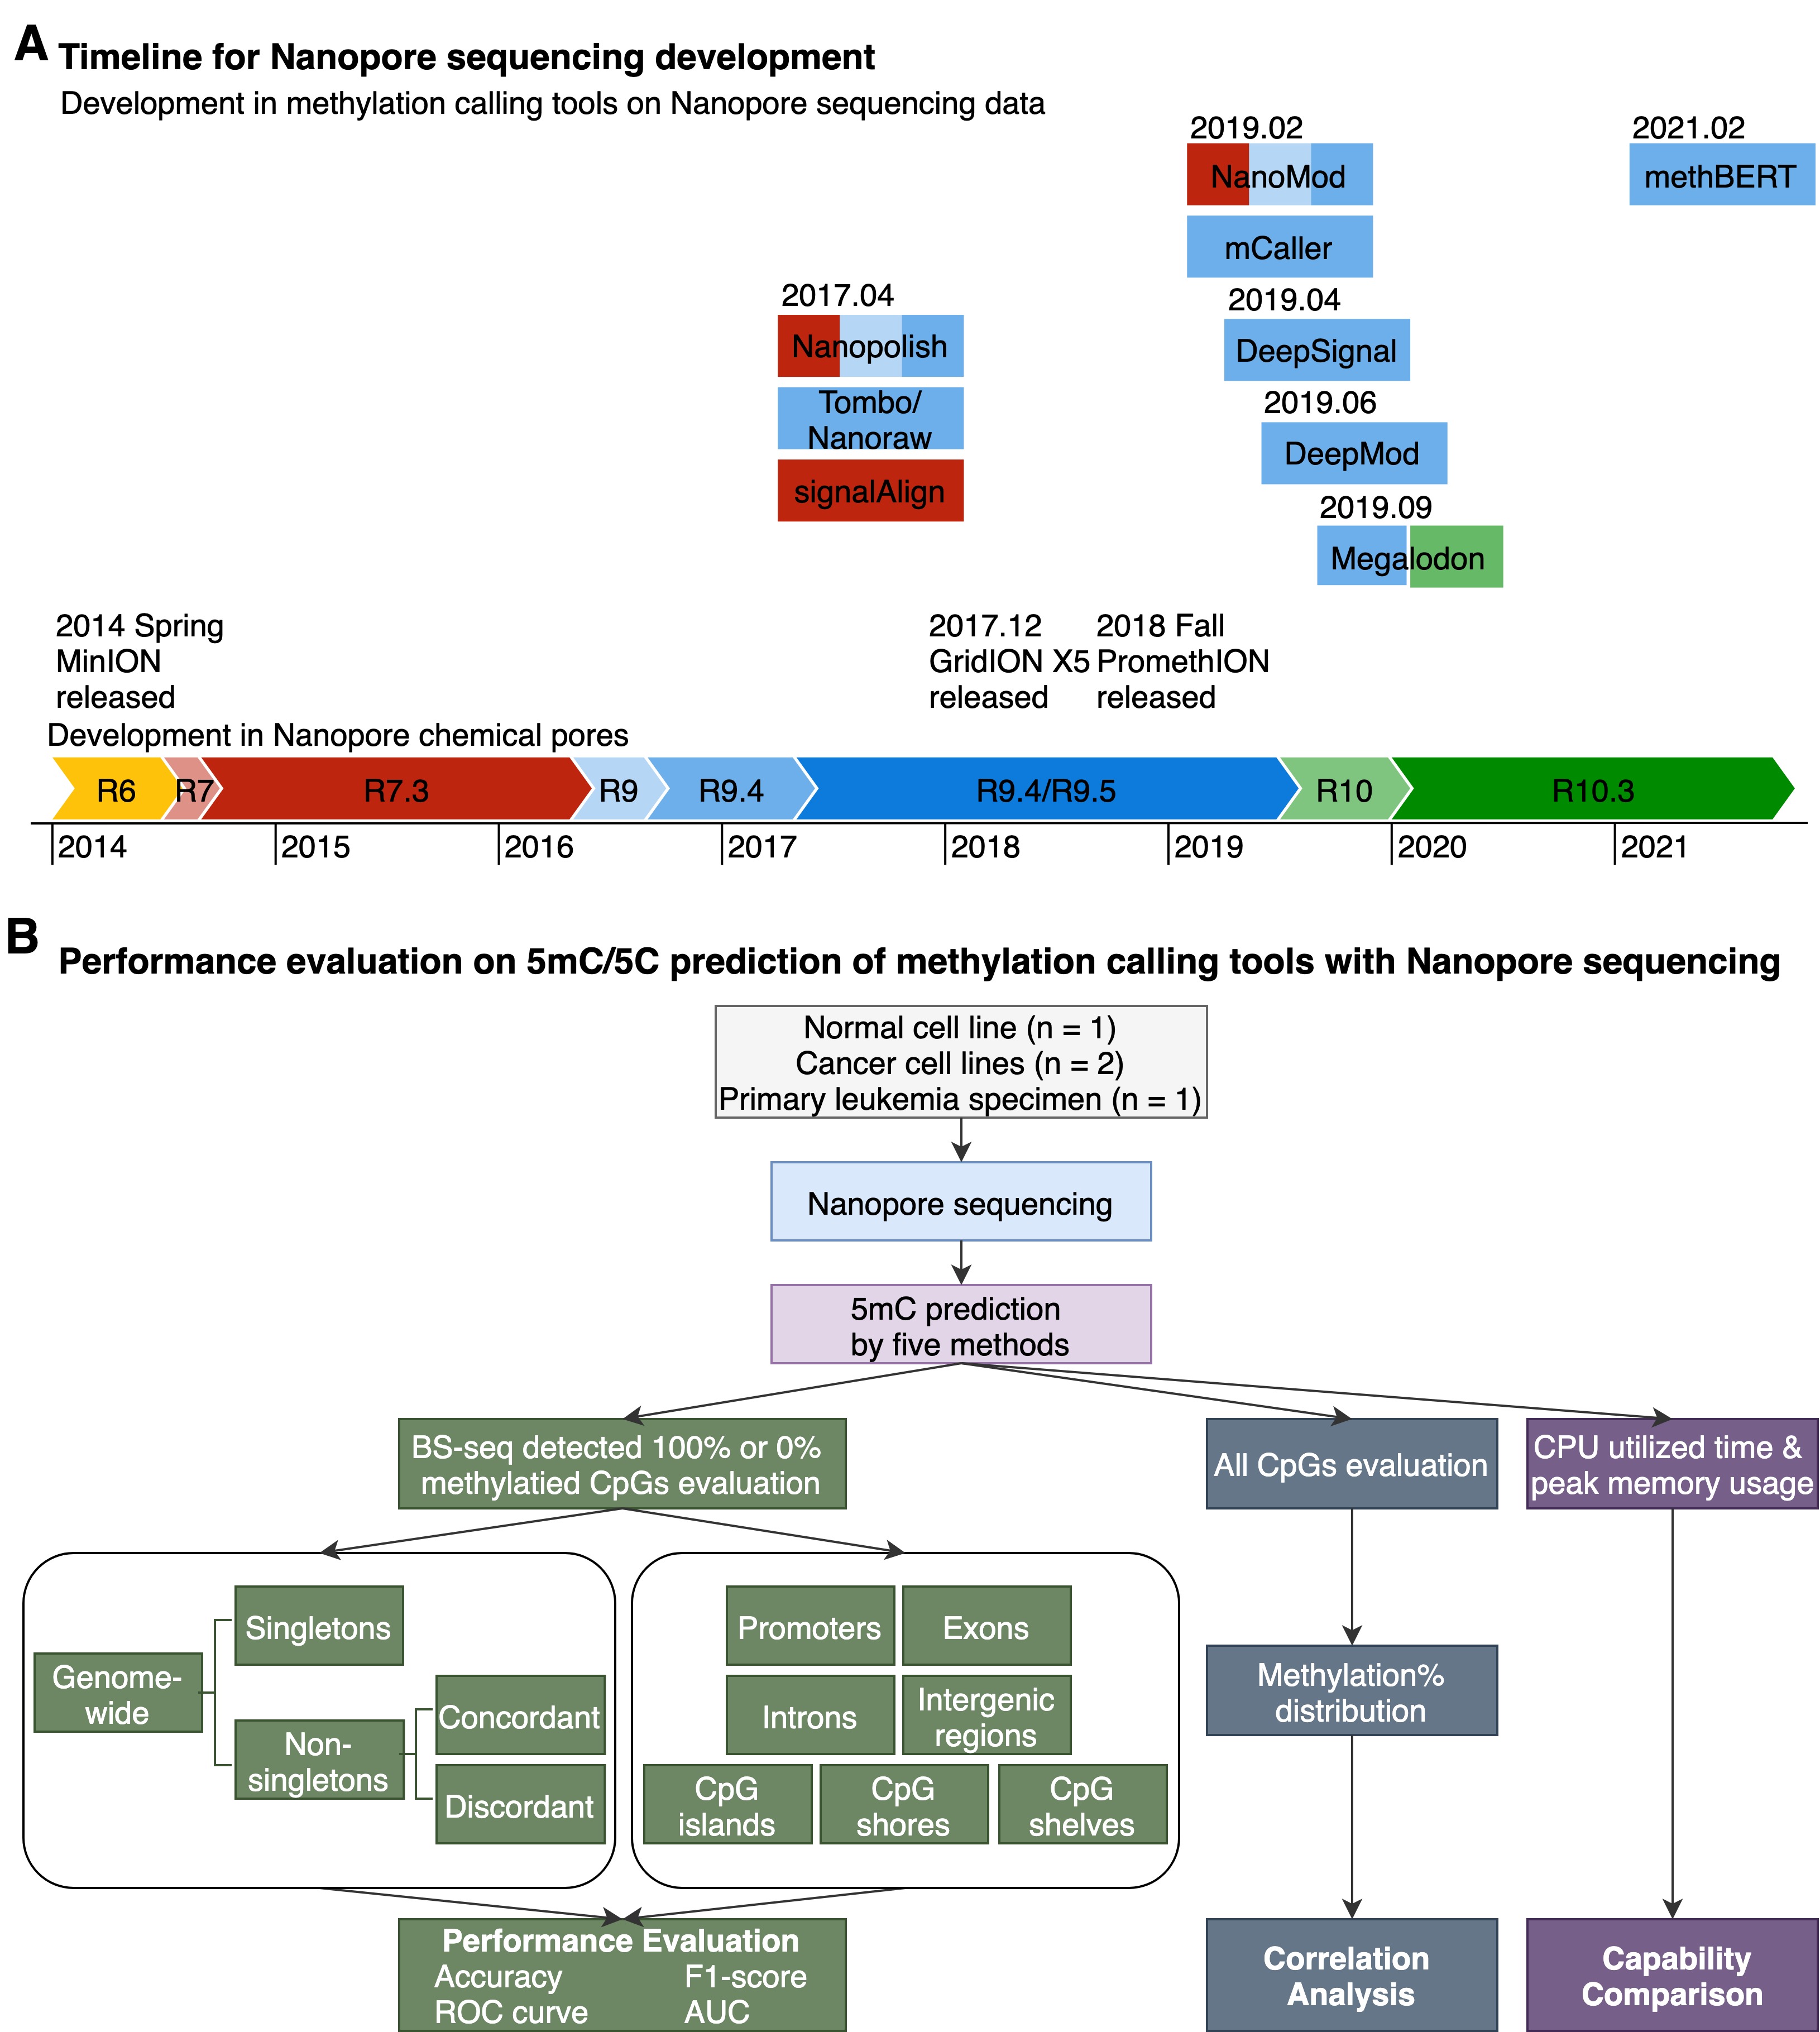 A
Timeline for Nanopore sequencing development
Development in methylation calling tools on Nanopore sequencing data
2019.02
NanoMod
mCaller
2021.02
methBERT
2017.04
Nanopolish
Tombo/
Nanoraw
signalAlign
2019.04
DeepSignal
2019.06
DeepMod
2019.09
Megalodon
2014 Spring
MinION
released
2017.12
GridION X5
released
2018 Fall
PromethION
released
Development in Nanopore chemical pores
R6
R7
R7.3
R9
R9.4
R9.4/R9.5
R10
R10.3
2014
2015
2016
2017
2018
2019
2020
2021
B
Performance evaluation on 5mC/5C prediction of methylation calling tools with Nanopore sequencing
Normal cell line (n = 1)
Cancer cell lines (n = 2)
Primary leukemia specimen (n = 1)
Nanopore sequencing
5mC prediction
by five methods
BS-seq detected 100% or 0%
methylatied CpGs evaluation
All CpGs evaluation
CPU utilized time &
peak memory usage
Genome-
wide
Singletons
Non-
singletons
Concordant
Discordant
Promoters
Exons
Introns
Intergenic
regions
CpG
islands
CpG
shores
CpG
shelves
Methylation%
distribution
Performance Evaluation
Accuracy
F1-score
ROC curve
AUC
Correlation
Analysis
Capability
Comparison